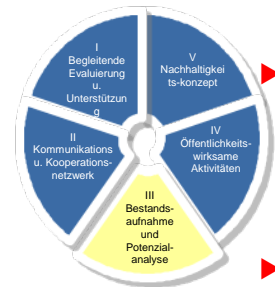 I
Begleitende
Evaluierung
u.
Unterstützun
g
V
Nachhaltigkei
ts-konzept
II
Kommunikations
u. Kooperations-
netzwerk
IV
Öffentlichkeits-
wirksame
Aktivitäten
III
Bestands-
aufnahme
und
Potenzial-
analyse